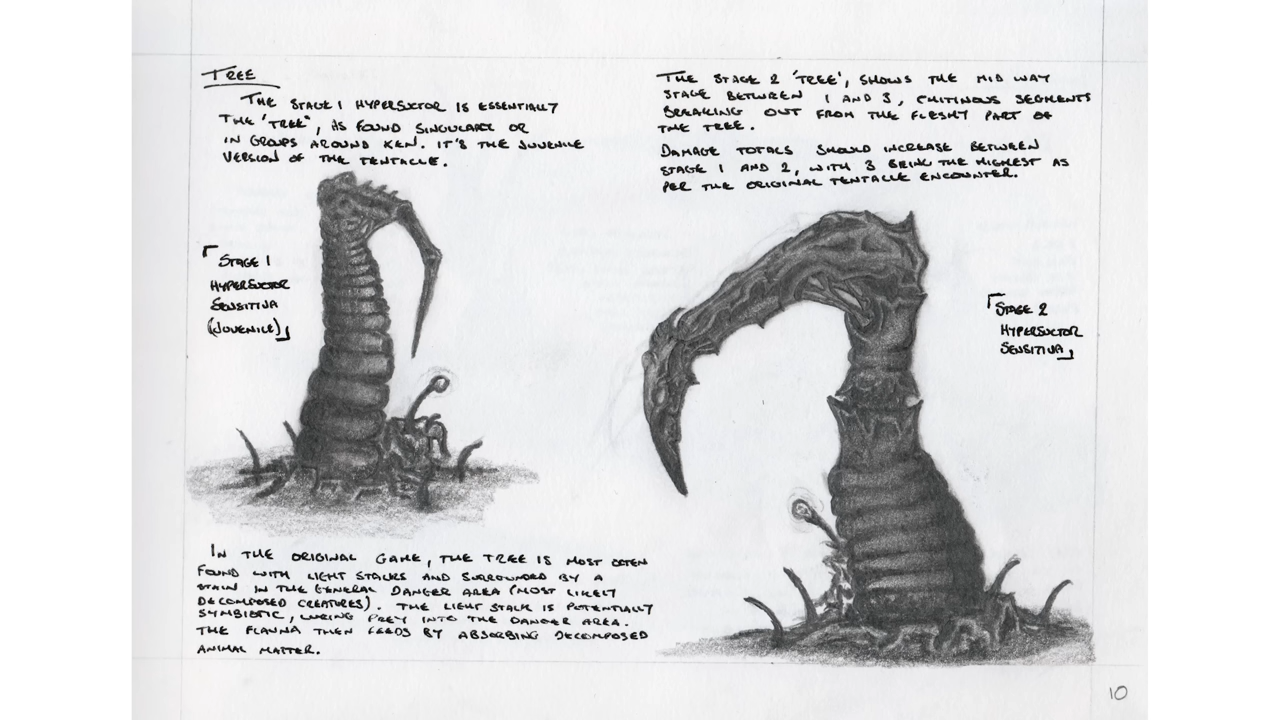 TREE
THE STAGE 1 HYPERSUCTOR IS ESSENTIALLY
THE 'TREE', AS FOUND SINGULARLY OR
IN GROUPS AROUND XEN. IT'S THE JUVENILE
VERSION OF THE TENTACLE.
STAGE 1
HYPERSUCTOR
SENSITIVA
(JUVENILE)
IN THE ORIGINAL GAME, THE TREE IS MOST OFTEN
FOUND WITH LIGHT STALKS AND SURROUNDED BY A
STAIN IN THE GENERAL DANGER AREA (MOST LIKELY
DECOMPOSED CREATURES). THE LIGHT STALK IS POTENTIALLY
SYMBIOTIC, LURING PREY INTO THE DANGER AREA.
THE FLAUNA THEN FEEDS BY ABSORBING DECOMPOSED
ANIMAL MATTER.
THE STAGE 2 'TREE', SHOWS THE MID WAY
STAGE BETWEEN 1 AND 3, CHITINOUS SEGMENTS
BREAKING OUT FROM THE FLESHY PART OF
THE TREE.
DAMAGE TOTALS SHOULD INCREASE BETWEEN
STAGE 1 AND 2, WITH 3 BEING THE HIGHEST AS
PER THE ORIGINAL TENTACLE ENCOUNTER.
STAGE 2
HYPERSUCTOR
SENSITIVA
10